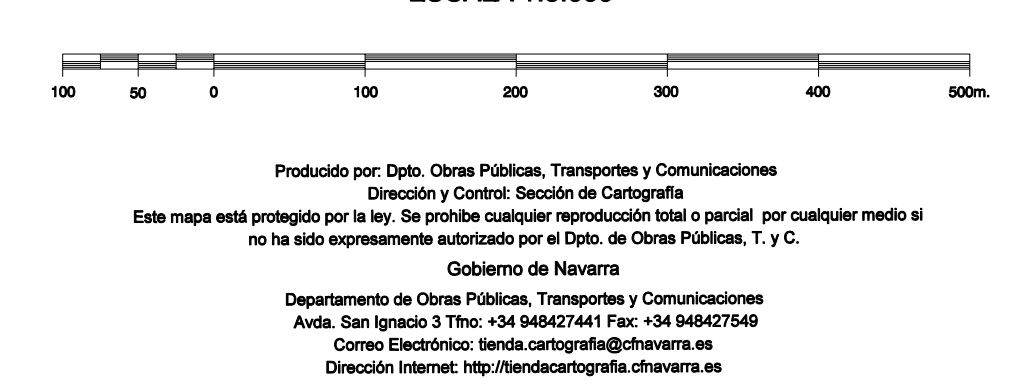 100 50 0 100 200 300 400 500m.
Producido por: Dpto. Obras Públicas, Transportes y Comunicaciones
Dirección y Control: Sección de Cartografía
Este mapa está protegido por la ley. Se prohibe cualquier reproducción total o parcial por cualquier medio si
no ha sido expresamente autorizado por el Dpto. de Obras Públicas, T. y C.
Gobierno de Navarra
Departamento de Obras Públicas, Transportes y Comunicaciones
Avda. San Ignacio 3 Tfno: +34 948427441 Fax: +34 948427549
Correo Electrónico: tienda.cartografia@cfnavarra.es
Dirección Internet: http://tiendacartografia.cfnavarra.es